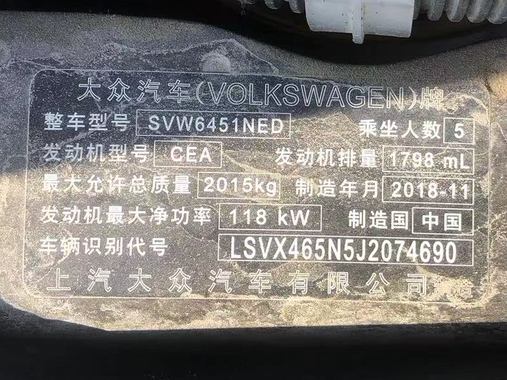 大众汽车(VOLKSWAGEN)牌
整车型号 SVW6451NED 乘坐人数 5
发动机型号 CEA 发动机排量 1798 mL
最大允许总质量 2015kg 制造年月 2018-11
发动机最大净功率 118 kW 制造国 中国
车辆识别代号 LSVX465N5J2074690
上汽大众汽车有限公司